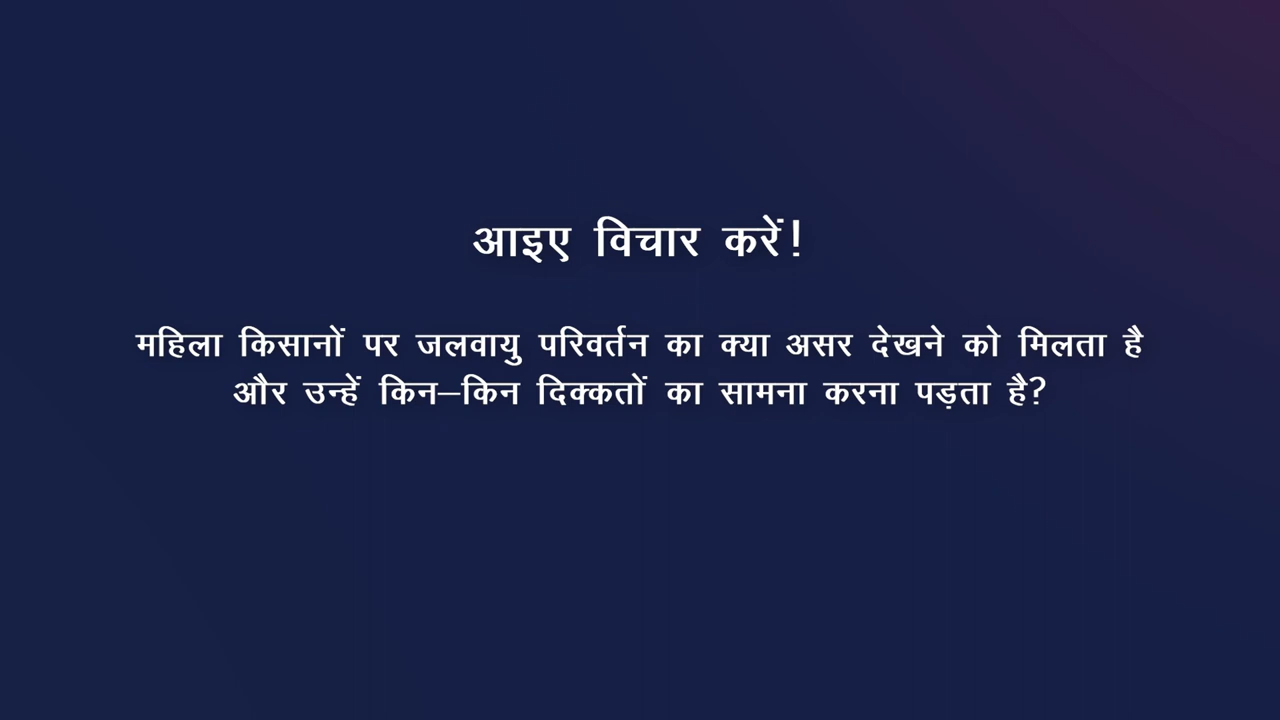 आइए विचार करें!
महिला किसानों पर जलवायु परिवर्तन का क्या असर देखने को मिलता है
और उन्हें किन–किन दिक्कतों का सामना करना पड़ता है?